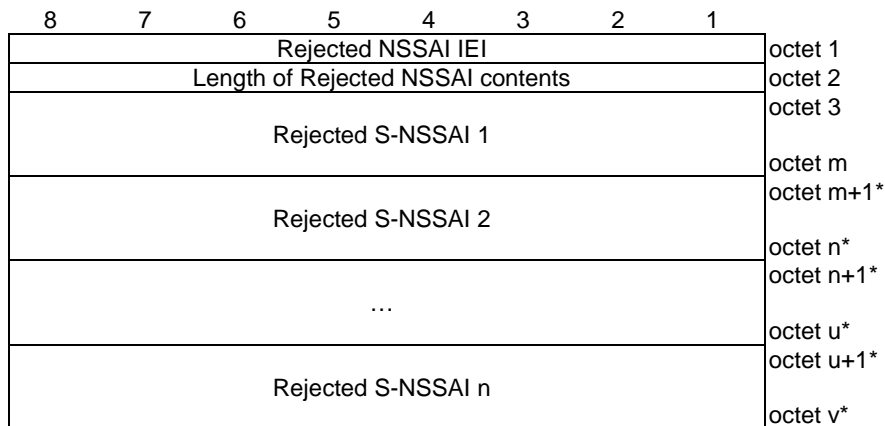 8 7 6 5 4 3 2 1
Rejected NSSAI IEI octet 1
Length of Rejected NSSAI contents octet 2
octet 3
Rejected S-NSSAI 1
octet m
octet m+1*
Rejected S-NSSAI 2
octet n*
octet n+1*
…
octet u*
octet u+1*
Rejected S-NSSAI n
octet v*